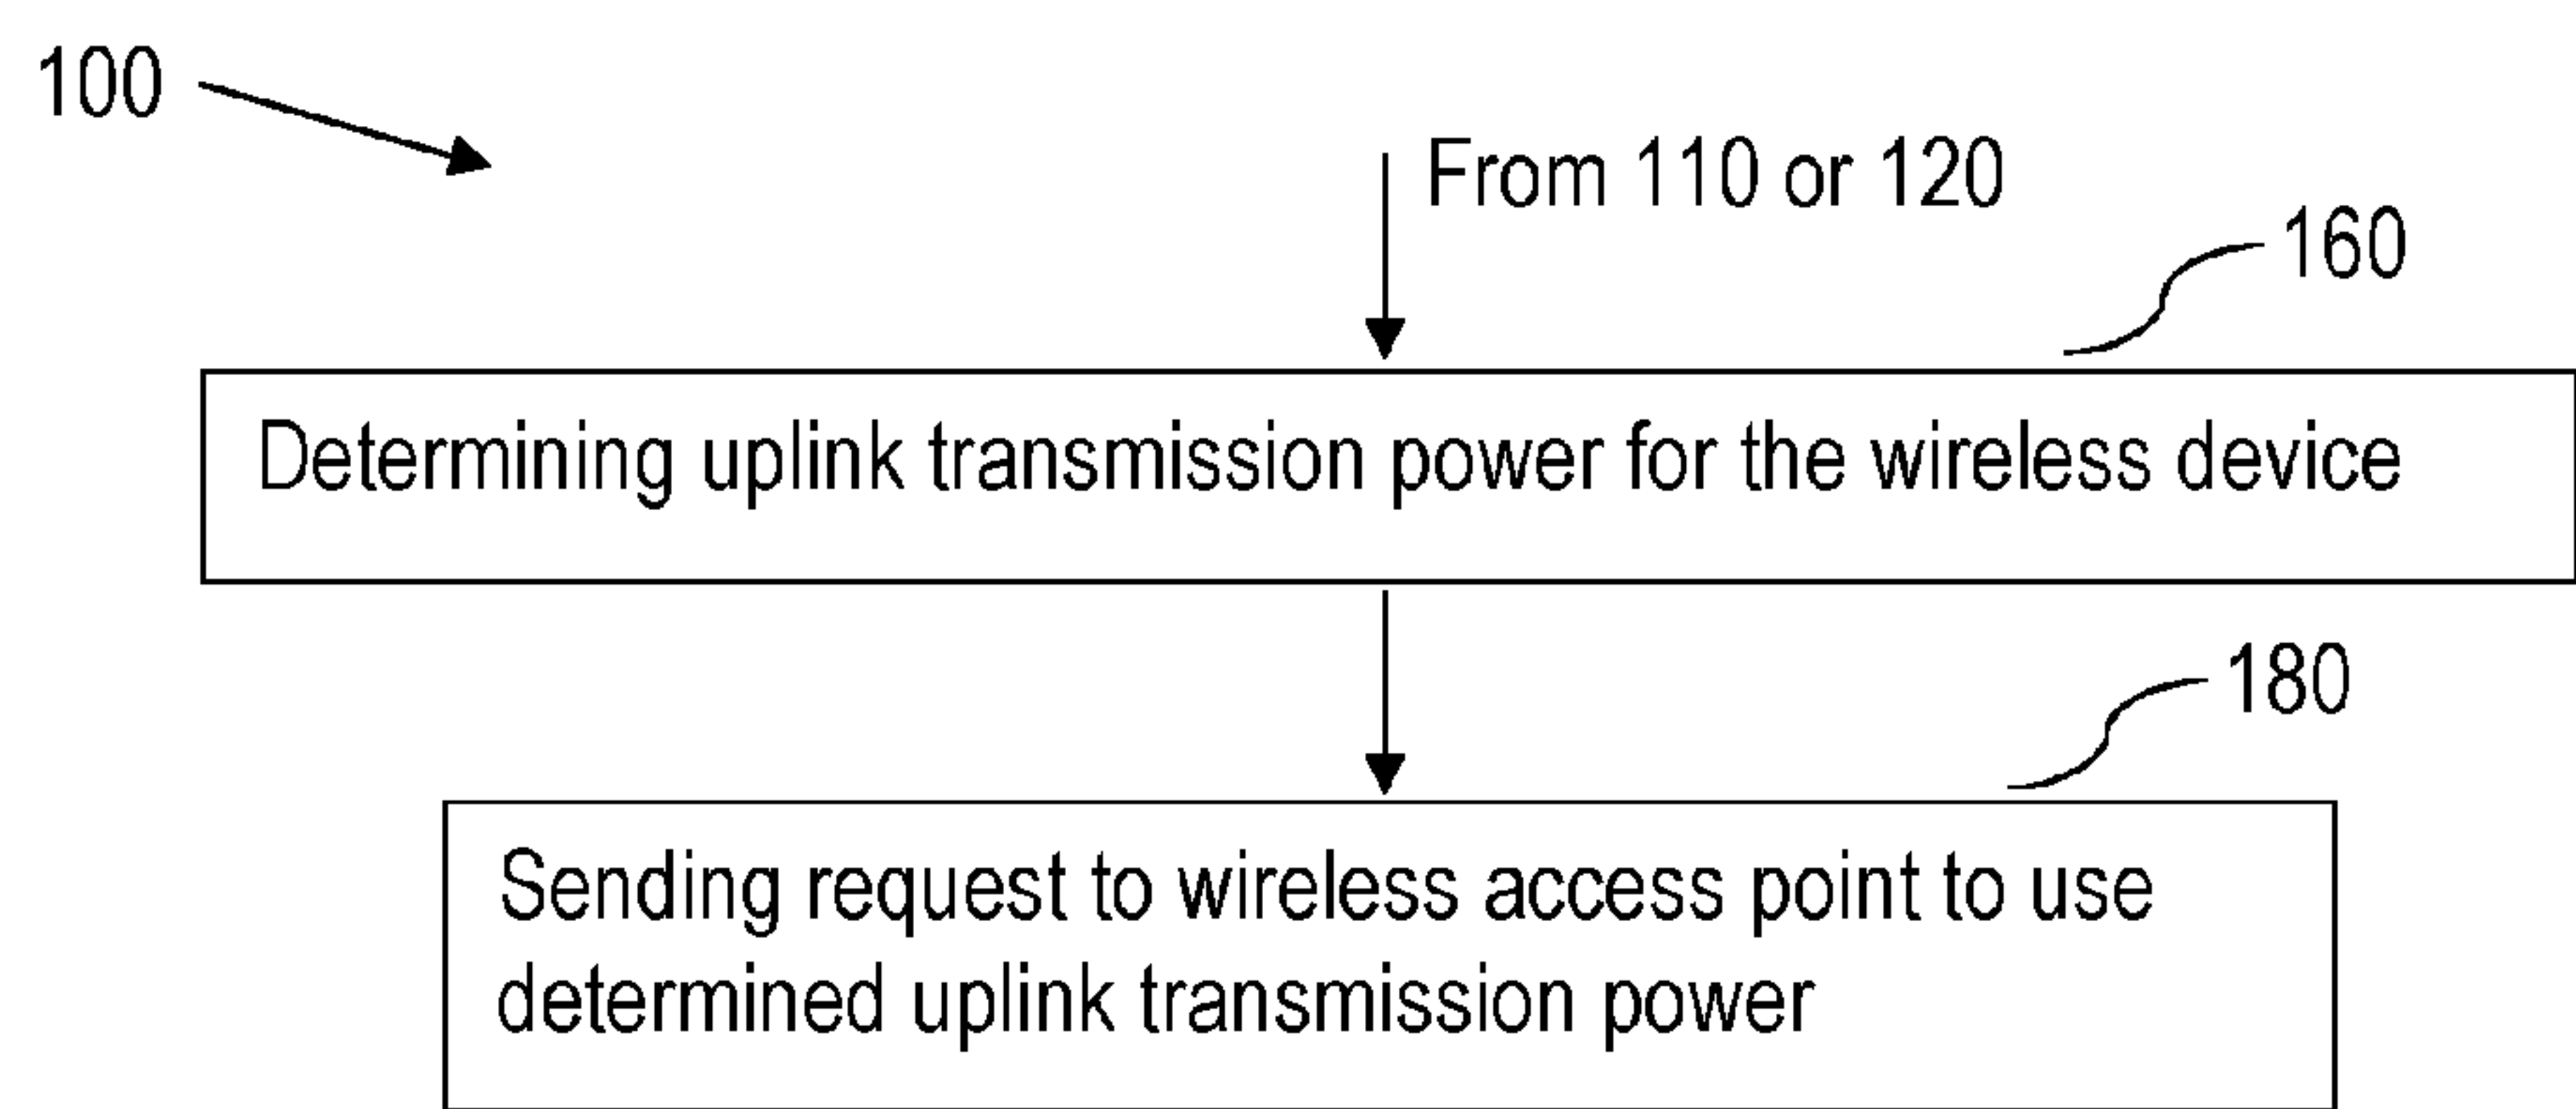 100
From 110 or 120
160
Determining uplink transmission power for the wireless device
180
Sending request to wireless access point to use
determined uplink transmission power